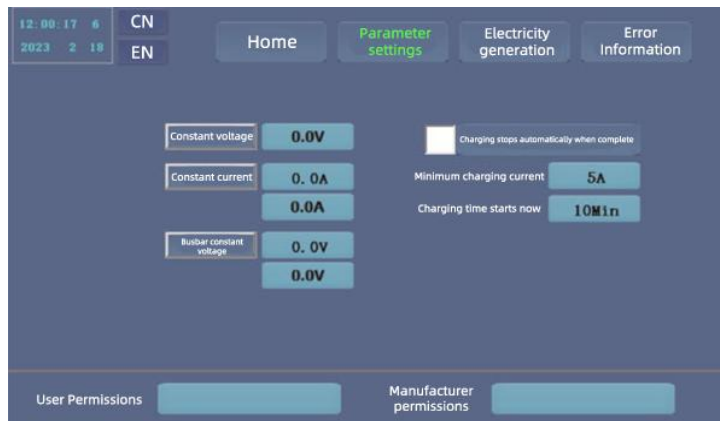 12:00:17 6
2023 2 18
CN
EN
Home
Parameter
settings
Electricity
generation
Error
Information
Constant voltage
0.0V
Charging stops automatically when complete
Constant current
0. 0A
Minimum charging current
5A
0.0A
Charging time starts now
10Min
Busbar constant
voltage
0. 0V
0.0V
User Permissions
Manufacturer
permissions